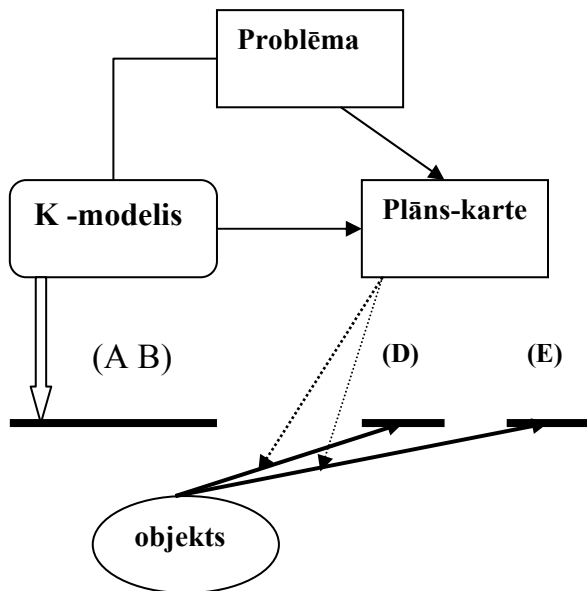 Problēma
K -modelis
Plāns-karte
(A B)
(D)
(E)
objekts